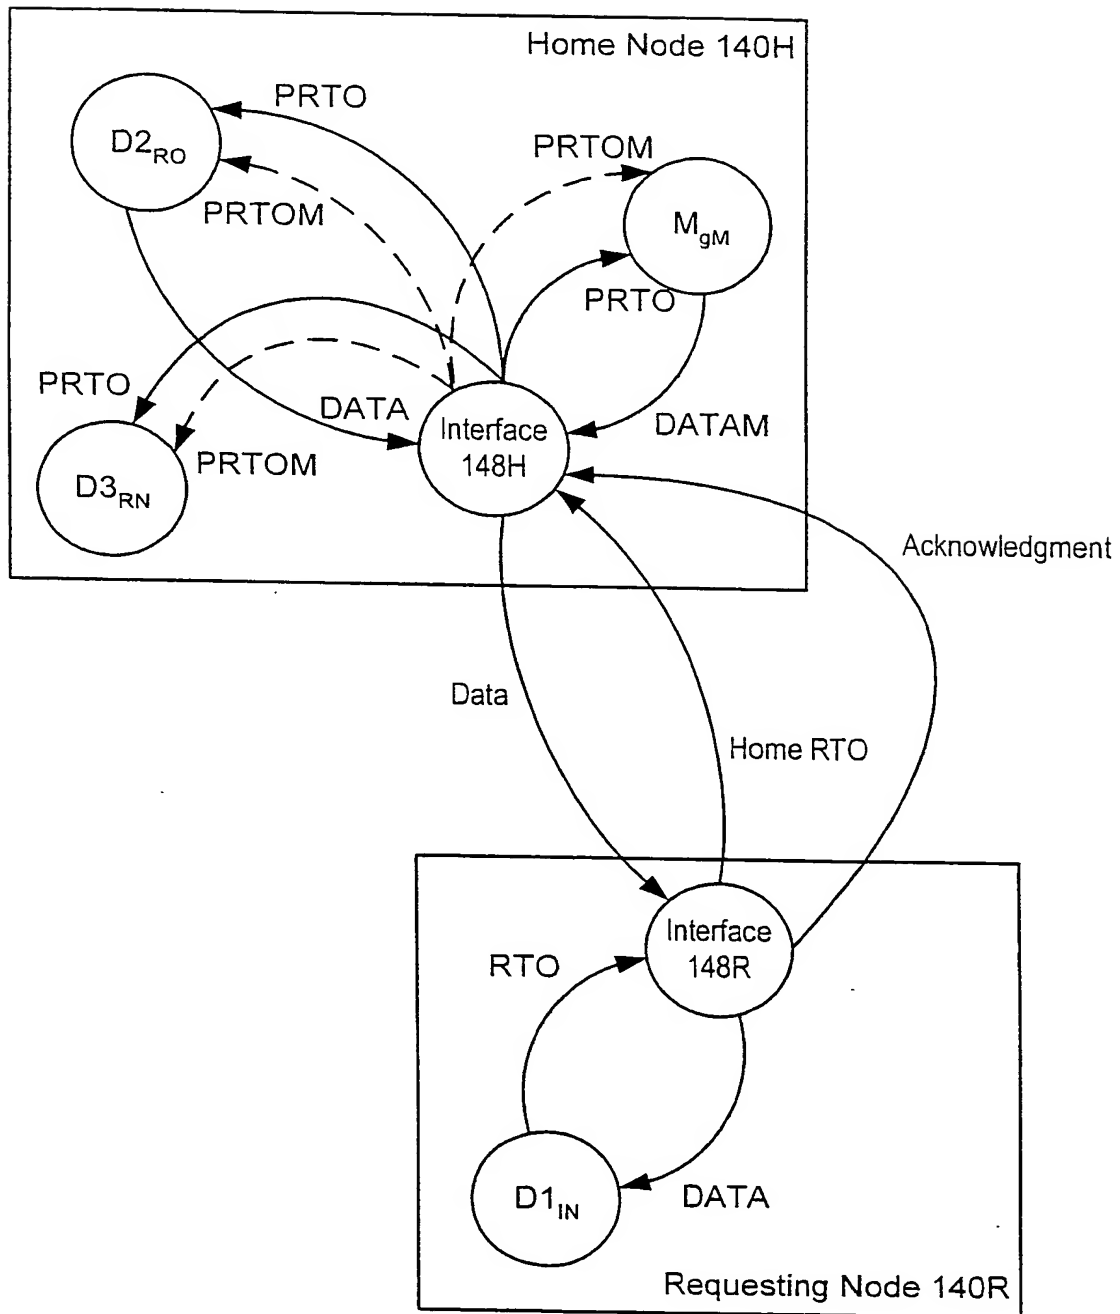 Home Node 140H
PRTO
D2RO
PRTOM
PRTOM
MgM
PRTO
PRTO
DATA
Interface
148H
DATAM
PRTOM
D3RN
Acknowledgment
Data
Home RTO
Interface
148R
RTO
D1IN
DATA
Requesting Node 140R